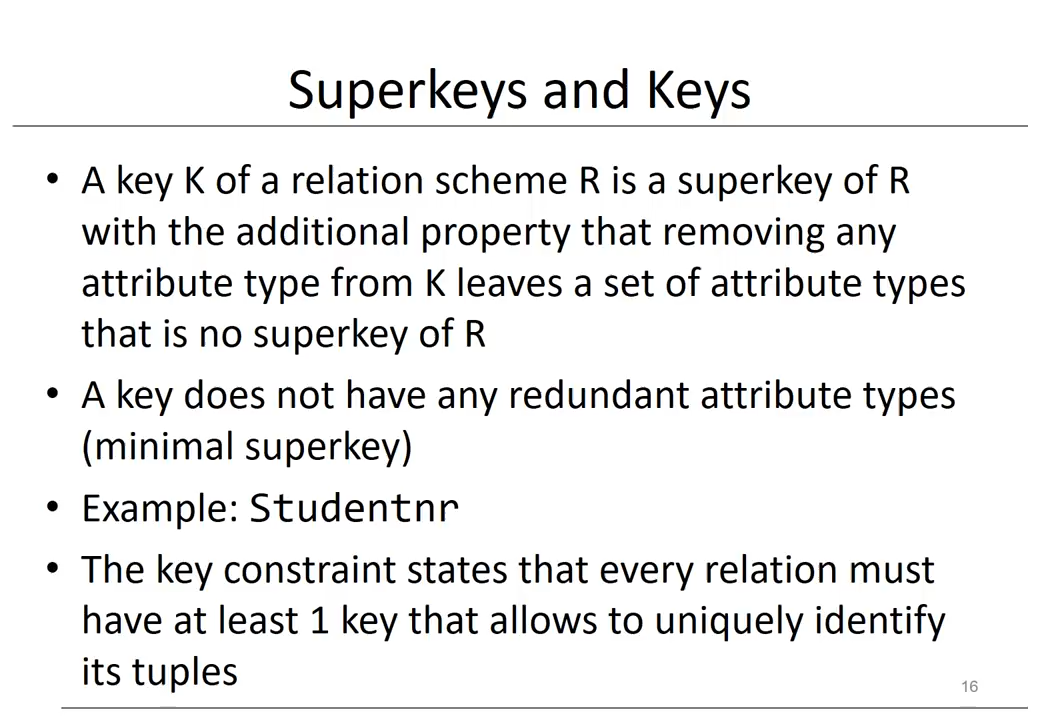 Superkeys and Keys
• A key K of a relation scheme R is a superkey of R
with the additional property that removing any
attribute type from K leaves a set of attribute types
that is no superkey of R
• A key does not have any redundant attribute types
(minimal superkey)
• Example: Studentnr
• The key constraint states that every relation must
have at least 1 key that allows to uniquely identify
its tuples
16